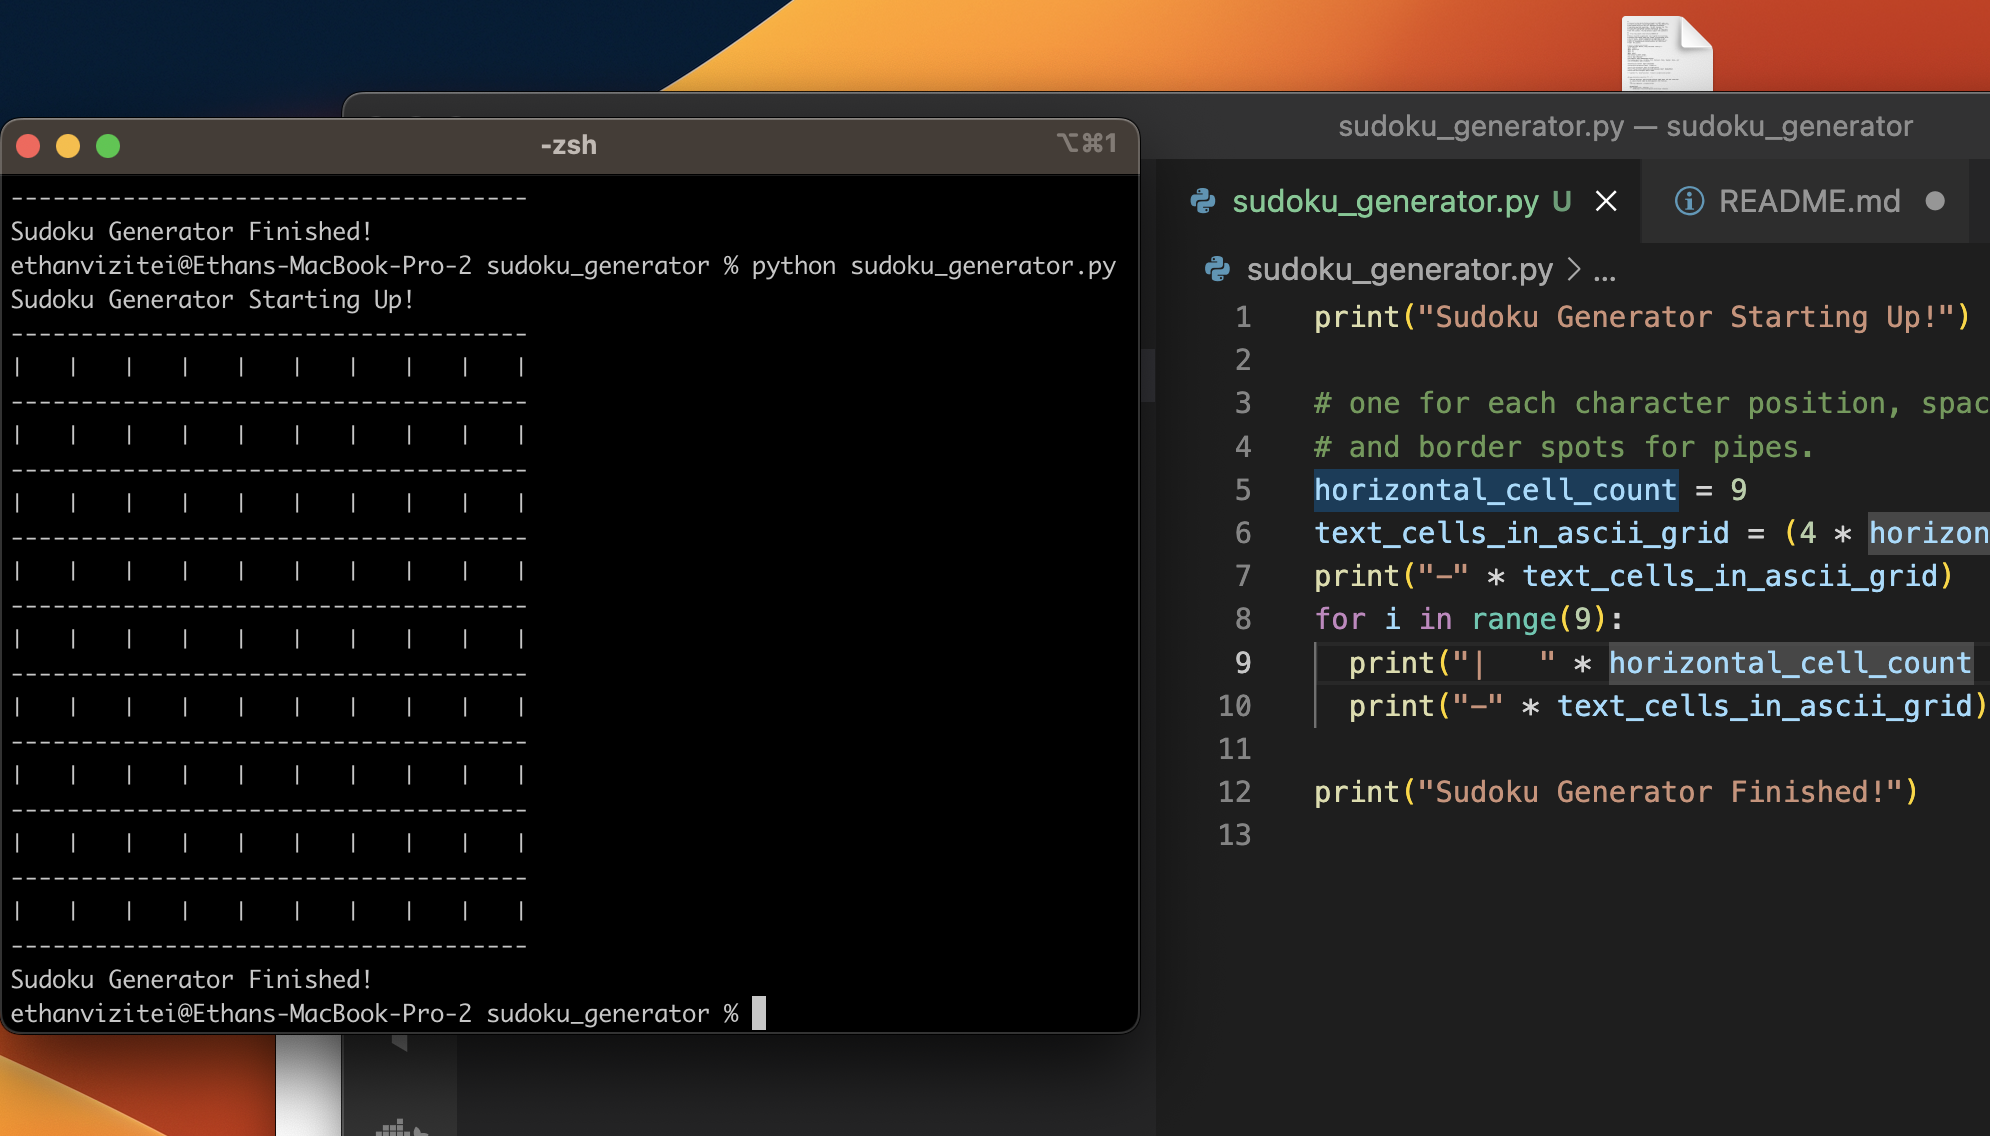 -zsh
⌥⌘1
-------------------------------------
Sudoku Generator Finished!
ethanvizitei@Ethans-MacBook-Pro-2 sudoku_generator % python sudoku_generator.py
Sudoku Generator Starting Up!
-------------------------------------
|   |   |   |   |   |   |   |   |   |
-------------------------------------
|   |   |   |   |   |   |   |   |   |
-------------------------------------
|   |   |   |   |   |   |   |   |   |
-------------------------------------
|   |   |   |   |   |   |   |   |   |
-------------------------------------
|   |   |   |   |   |   |   |   |   |
-------------------------------------
|   |   |   |   |   |   |   |   |   |
-------------------------------------
|   |   |   |   |   |   |   |   |   |
-------------------------------------
|   |   |   |   |   |   |   |   |   |
-------------------------------------
|   |   |   |   |   |   |   |   |   |
-------------------------------------
Sudoku Generator Finished!
ethanvizitei@Ethans-MacBook-Pro-2 sudoku_generator %
sudoku_generator.py — sudoku_generator
sudoku_generator.py U
README.md
sudoku_generator.py > ...
1 print("Sudoku Generator Starting Up!")
2
3 # one for each character position, spac
4 # and border spots for pipes.
5 horizontal_cell_count = 9
6 text_cells_in_ascii_grid = (4 * horizon
7 print("-" * text_cells_in_ascii_grid)
8 for i in range(9):
9   print("|   " * horizontal_cell_count
10   print("-" * text_cells_in_ascii_grid)
11
12 print("Sudoku Generator Finished!")
13